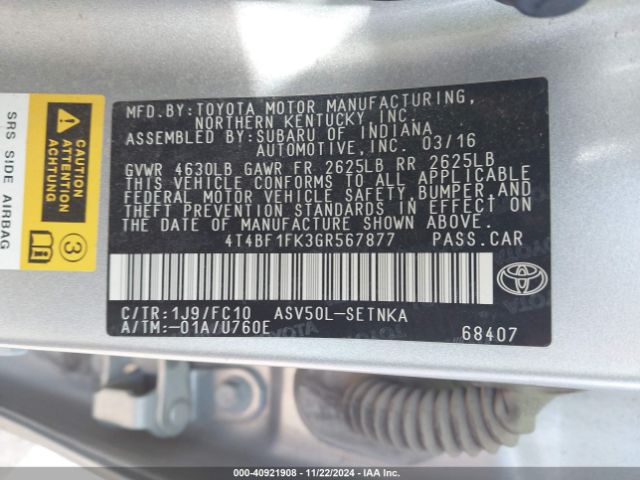 MFD.BY:TOYOTA MOTOR MANUFACTURING,
NORTHERN KENTUCKY, INC.
ASSEMBLED BY:SUBARU OF INDIANA
AUTOMOTIVE,INC. 03/16
GVWR 4630LB GAWR FR 2625LB RR 2625LB
THIS VEHICLE CONFORMS TO ALL APPLICABLE
FEDERAL MOTOR VEHICLE SAFETY, BUMPER,AND
THEFT PREVENTION STANDARDS IN EFFECT ON
THE DATE OF MANUFACTURE SHOWN ABOVE.
4T4BF1FK3GR567877 PASS.CAR
C/TR:1J9/FC10 ASV50L-SETNKA
A/TM:-01A/U760E
68407
TOYOTA
SRS SIDE AIRBAG
CAUTION
ATTENTION
ACHTUNG
3
000-40921908 - 11/22/2024 - IAA Inc.